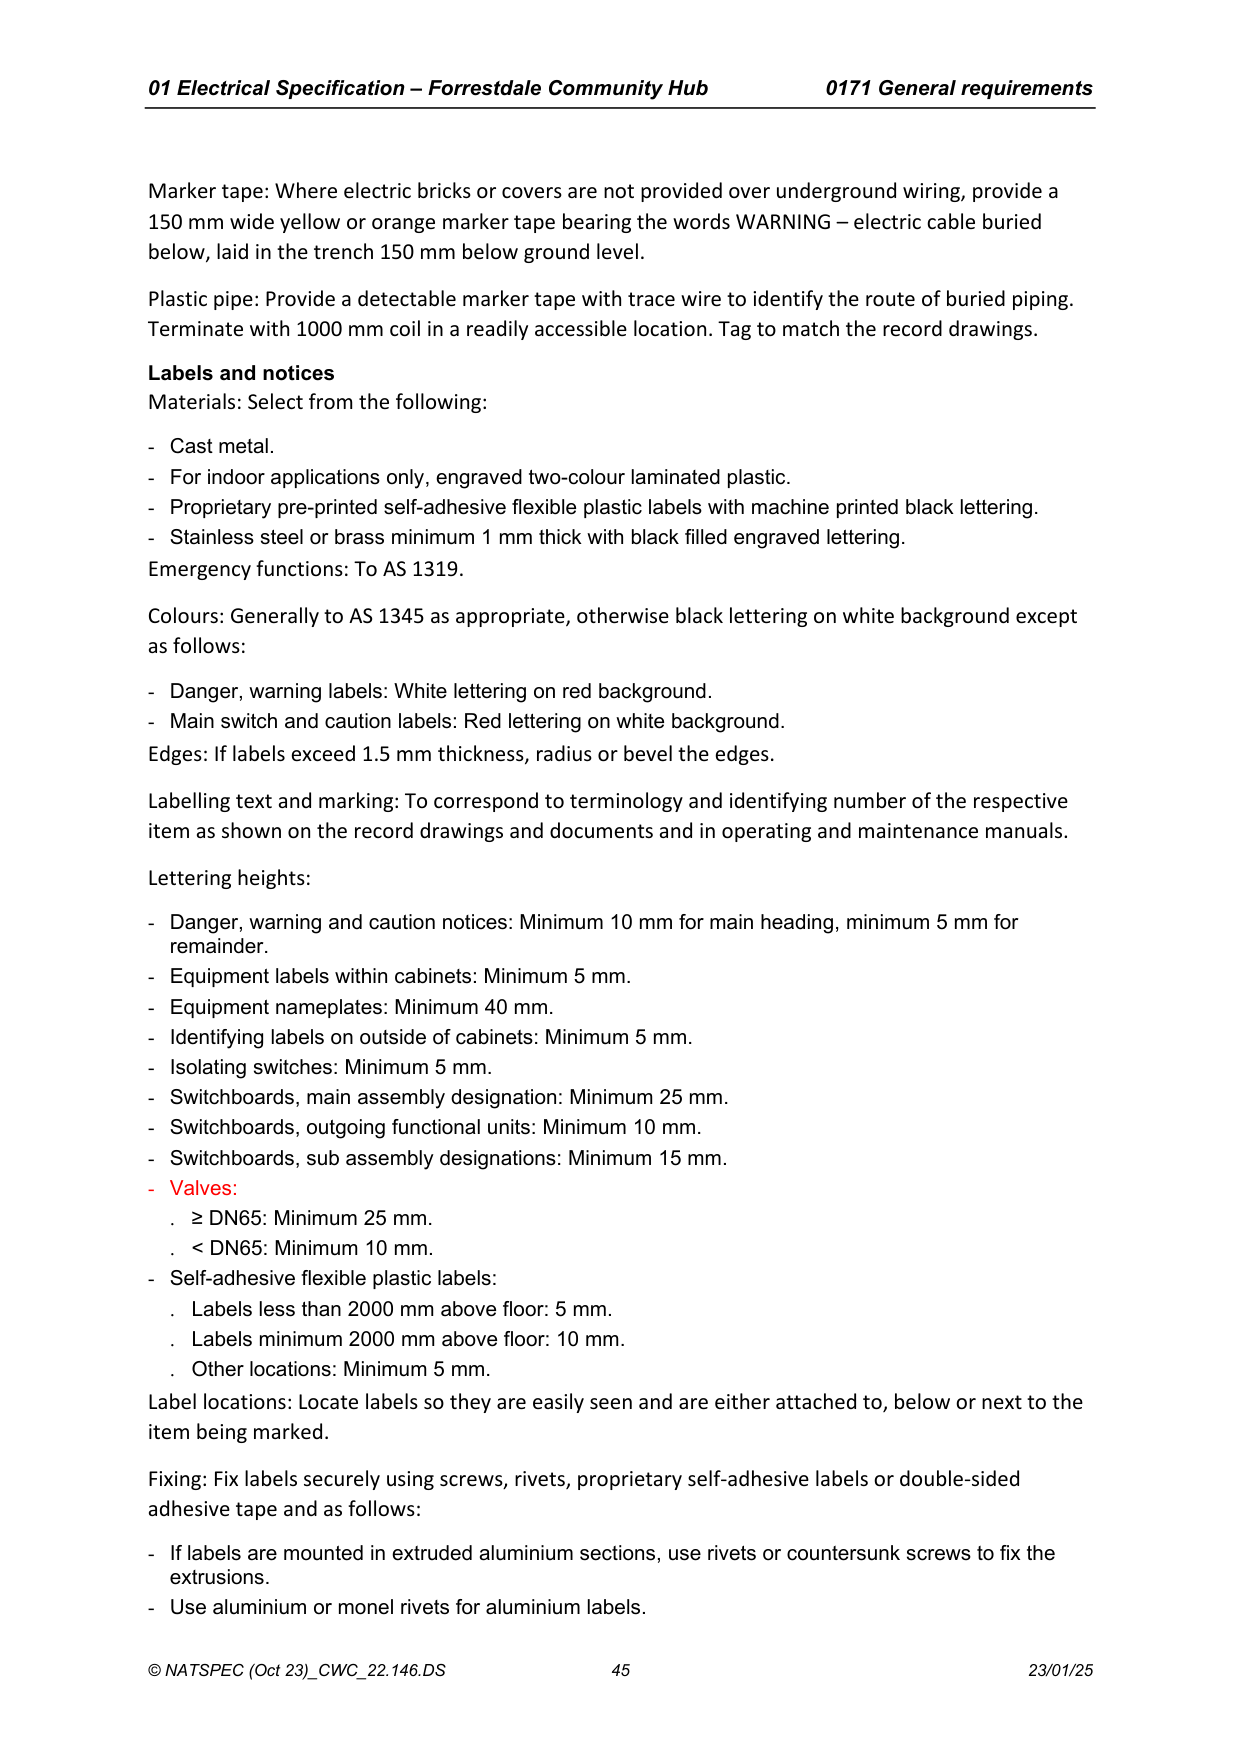 01 Electrical Specification – Forrestdale Community Hub 0171 General requirements
Marker tape: Where electric bricks or covers are not provided over underground wiring, provide a
150 mm wide yellow or orange marker tape bearing the words WARNING – electric cable buried
below, laid in the trench 150 mm below ground level.
Plastic pipe: Provide a detectable marker tape with trace wire to identify the route of buried piping.
Terminate with 1000 mm coil in a readily accessible location. Tag to match the record drawings.
Labels and notices
Materials: Select from the following:
- Cast metal.
- For indoor applications only, engraved two-colour laminated plastic.
- Proprietary pre-printed self-adhesive flexible plastic labels with machine printed black lettering.
- Stainless steel or brass minimum 1 mm thick with black filled engraved lettering.
Emergency functions: To AS 1319.
Colours: Generally to AS 1345 as appropriate, otherwise black lettering on white background except
as follows:
- Danger, warning labels: White lettering on red background.
- Main switch and caution labels: Red lettering on white background.
Edges: If labels exceed 1.5 mm thickness, radius or bevel the edges.
Labelling text and marking: To correspond to terminology and identifying number of the respective
item as shown on the record drawings and documents and in operating and maintenance manuals.
Lettering heights:
- Danger, warning and caution notices: Minimum 10 mm for main heading, minimum 5 mm for
remainder.
- Equipment labels within cabinets: Minimum 5 mm.
- Equipment nameplates: Minimum 40 mm.
- Identifying labels on outside of cabinets: Minimum 5 mm.
- Isolating switches: Minimum 5 mm.
- Switchboards, main assembly designation: Minimum 25 mm.
- Switchboards, outgoing functional units: Minimum 10 mm.
- Switchboards, sub assembly designations: Minimum 15 mm.
- Valves:
. ≥ DN65: Minimum 25 mm.
. < DN65: Minimum 10 mm.
- Self-adhesive flexible plastic labels:
. Labels less than 2000 mm above floor: 5 mm.
. Labels minimum 2000 mm above floor: 10 mm.
. Other locations: Minimum 5 mm.
Label locations: Locate labels so they are easily seen and are either attached to, below or next to the
item being marked.
Fixing: Fix labels securely using screws, rivets, proprietary self-adhesive labels or double-sided
adhesive tape and as follows:
- If labels are mounted in extruded aluminium sections, use rivets or countersunk screws to fix the
extrusions.
- Use aluminium or monel rivets for aluminium labels.
© NATSPEC (Oct 23)_CWC_22.146.DS 45 23/01/25